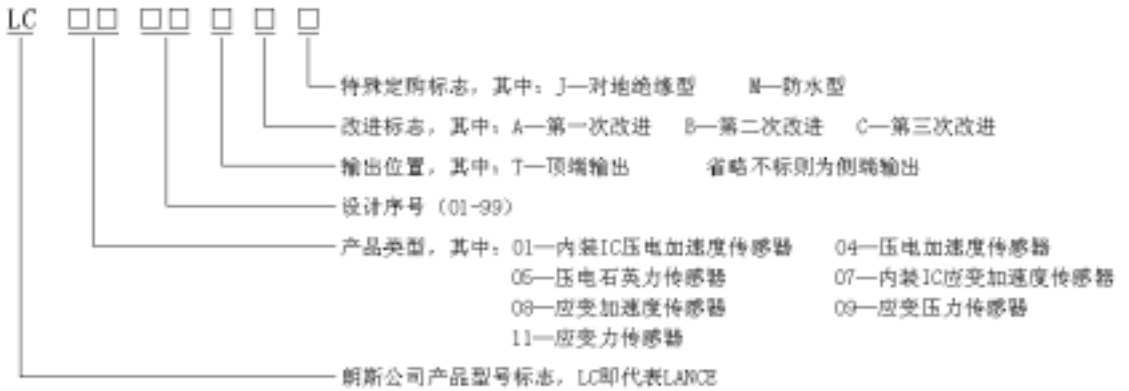 LC □□ □□ □ □ □
特殊定购标志，其中：J—对地绝缘型 M—防水型
改进标志，其中：A—第一次改进 B—第二次改进 C—第三次改进
输出位置，其中：T—顶端输出 省略不标则为侧端输出
设计序号（01-99）
产品类型，其中：01—内装IC压电加速度传感器 04—压电加速度传感器
05—压电石英力传感器 07—内装IC应变加速度传感器
08—应变加速度传感器 09—应变压力传感器
11—应变力传感器
朗斯公司产品型号标志，LC即代表LANCE